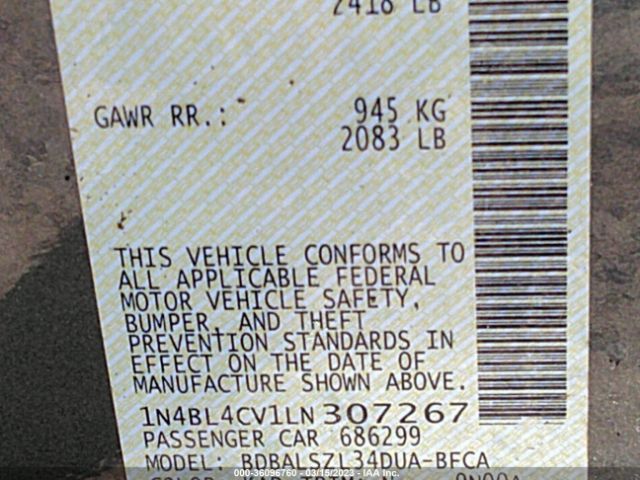 2418 LB
GAWR RR.: 945 KG
2083 LB
THIS VEHICLE CONFORMS TO
ALL APPLICABLE FEDERAL
MOTOR VEHICLE SAFETY,
BUMPER, AND THEFT
PREVENTION STANDARDS IN
EFFECT ON THE DATE OF
MANUFACTURE SHOWN ABOVE.
1N4BL4CV1LN307267
PASSENGER CAR 686299
MODEL: BDBALSZL34DUA-BFCA
000-36096760 - 03/15/2023 -